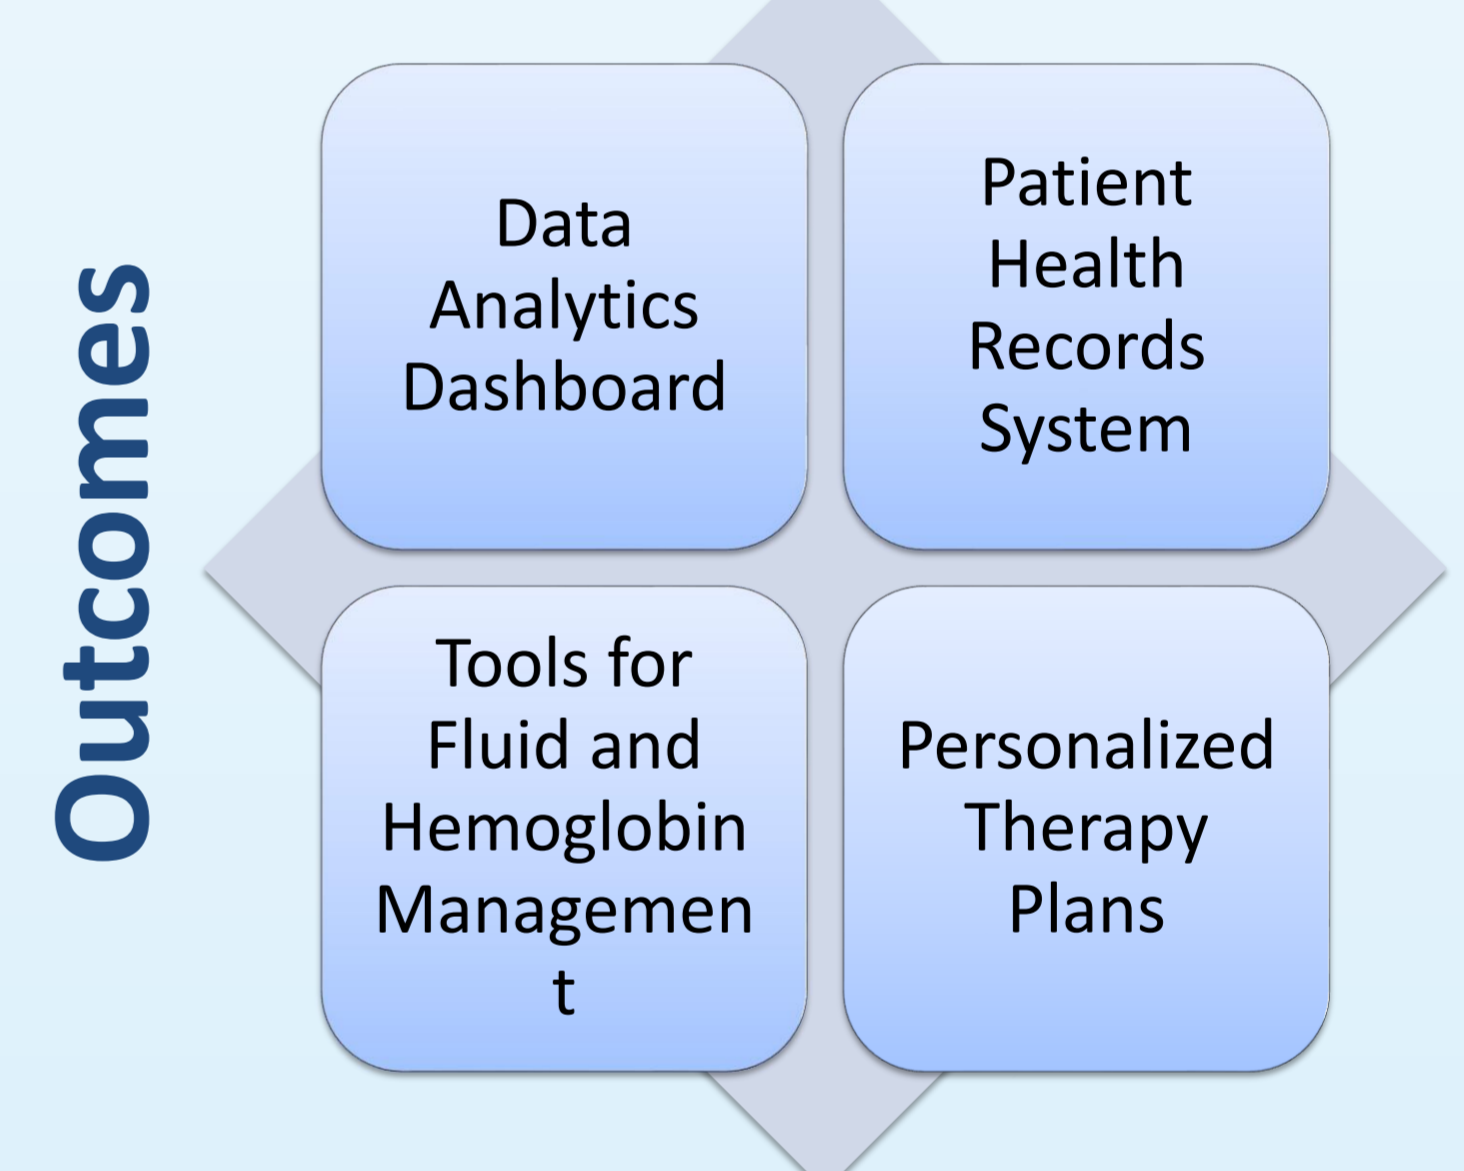 Outcomes
Data
Analytics
Dashboard
Patient
Health
Records
System
Tools for
Fluid and
Hemoglobin
Managemen
t
Personalized
Therapy
Plans